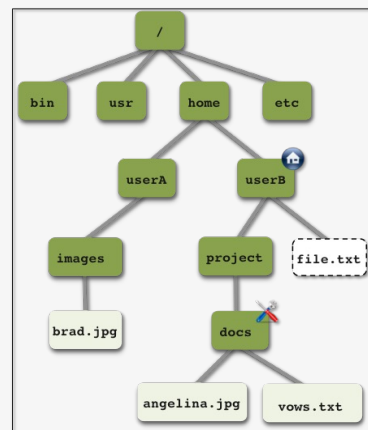 /
bin usr home etc
userA userB
images project file.txt
brad.jpg docs
angelina.jpg vows.txt